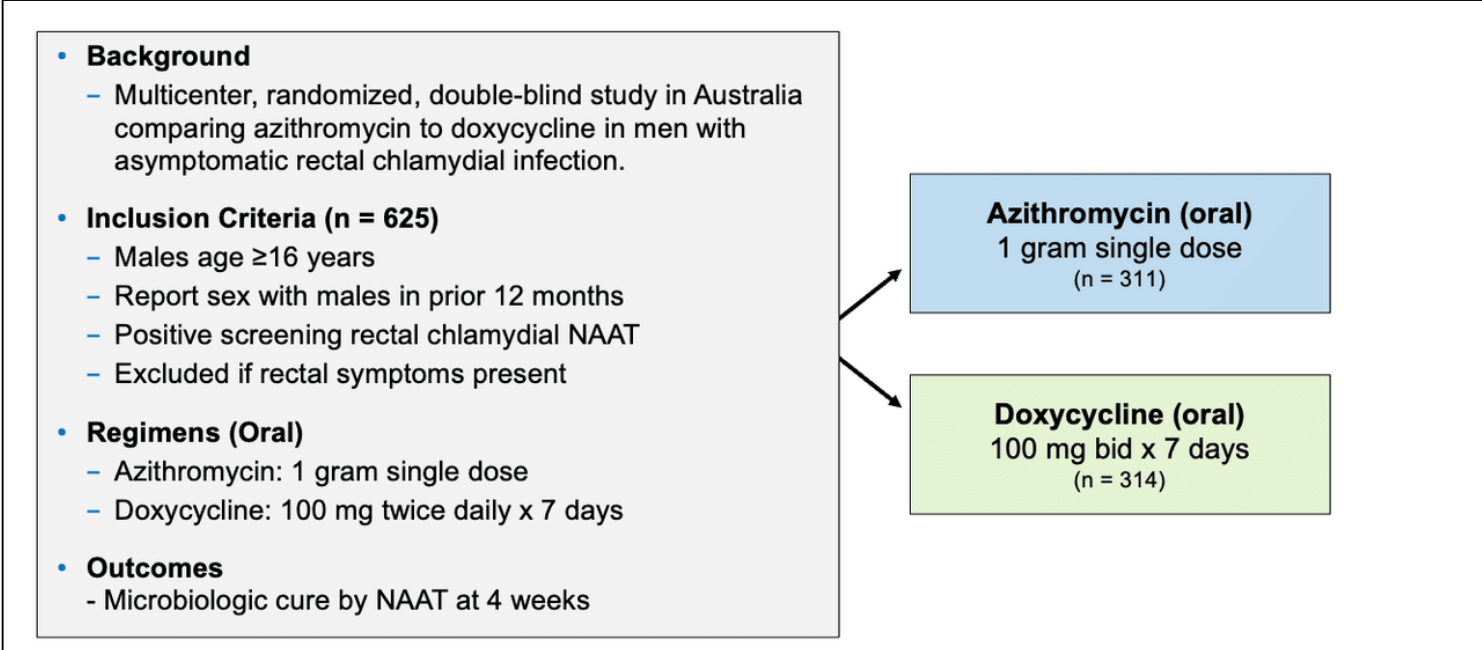 • Background
– Multicenter, randomized, double-blind study in Australia
comparing azithromycin to doxycycline in men with
asymptomatic rectal chlamydial infection.
• Inclusion Criteria (n = 625)
– Males age ≥16 years
– Report sex with males in prior 12 months
– Positive screening rectal chlamydial NAAT
– Excluded if rectal symptoms present
• Regimens (Oral)
– Azithromycin: 1 gram single dose
– Doxycycline: 100 mg twice daily x 7 days
• Outcomes
- Microbiologic cure by NAAT at 4 weeks
Azithromycin (oral)
1 gram single dose
(n = 311)
Doxycycline (oral)
100 mg bid x 7 days
(n = 314)